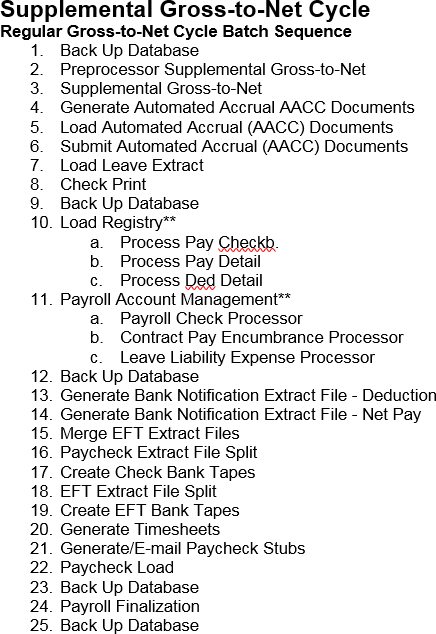 Supplemental Gross-to-Net Cycle
Regular Gross-to-Net Cycle Batch Sequence
1. Back Up Database
2. Preprocessor Supplemental Gross-to-Net
3. Supplemental Gross-to-Net
4. Generate Automated Accrual AACC Documents
5. Load Automated Accrual (AACC) Documents
6. Submit Automated Accrual (AACC) Documents
7. Load Leave Extract
8. Check Print
9. Back Up Database
10. Load Registry**
a. Process Pay Checkb.
b. Process Pay Detail
c. Process Ded Detail
11. Payroll Account Management**
a. Payroll Check Processor
b. Contract Pay Encumbrance Processor
c. Leave Liability Expense Processor
12. Back Up Database
13. Generate Bank Notification Extract File - Deduction
14. Generate Bank Notification Extract File - Net Pay
15. Merge EFT Extract Files
16. Paycheck Extract File Split
17. Create Check Bank Tapes
18. EFT Extract File Split
19. Create EFT Bank Tapes
20. Generate Timesheets
21. Generate/E-mail Paycheck Stubs
22. Paycheck Load
23. Back Up Database
24. Payroll Finalization
25. Back Up Database